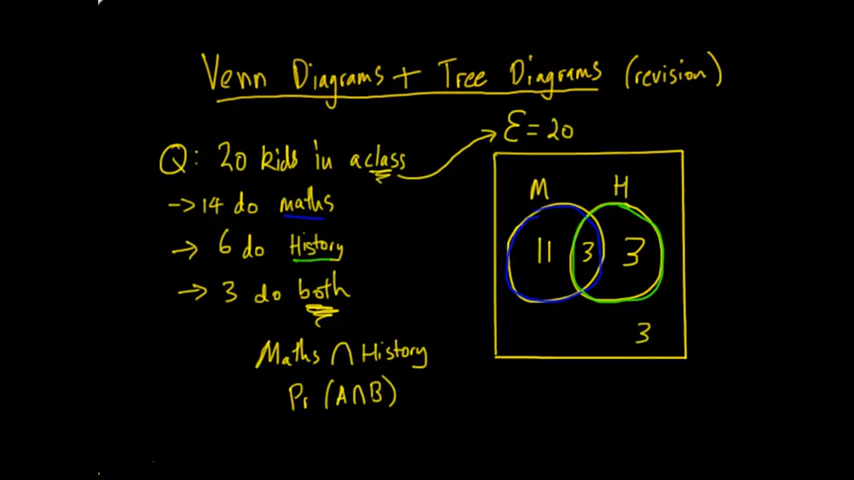 Venn Diagrams + Tree Diagrams (revision)
Q: 20 kids in a class
→ 14 do maths
→ 6 do History
→ 3 do both
Maths ∩ History
Pr (A∩B)
Ɛ = 20
M H
11 3 3
3